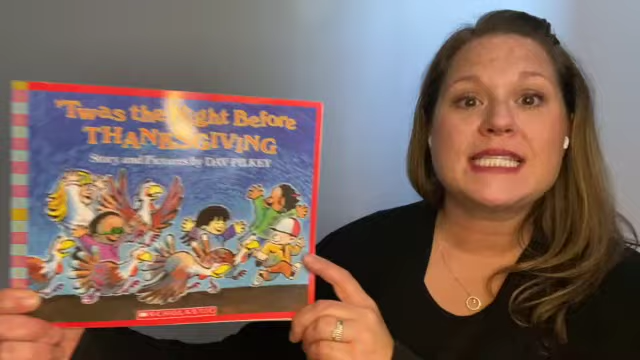 'Twas the Night Before
THANKSGIVING
Story and Pictures by DAV PILKEY
SCHOLASTIC